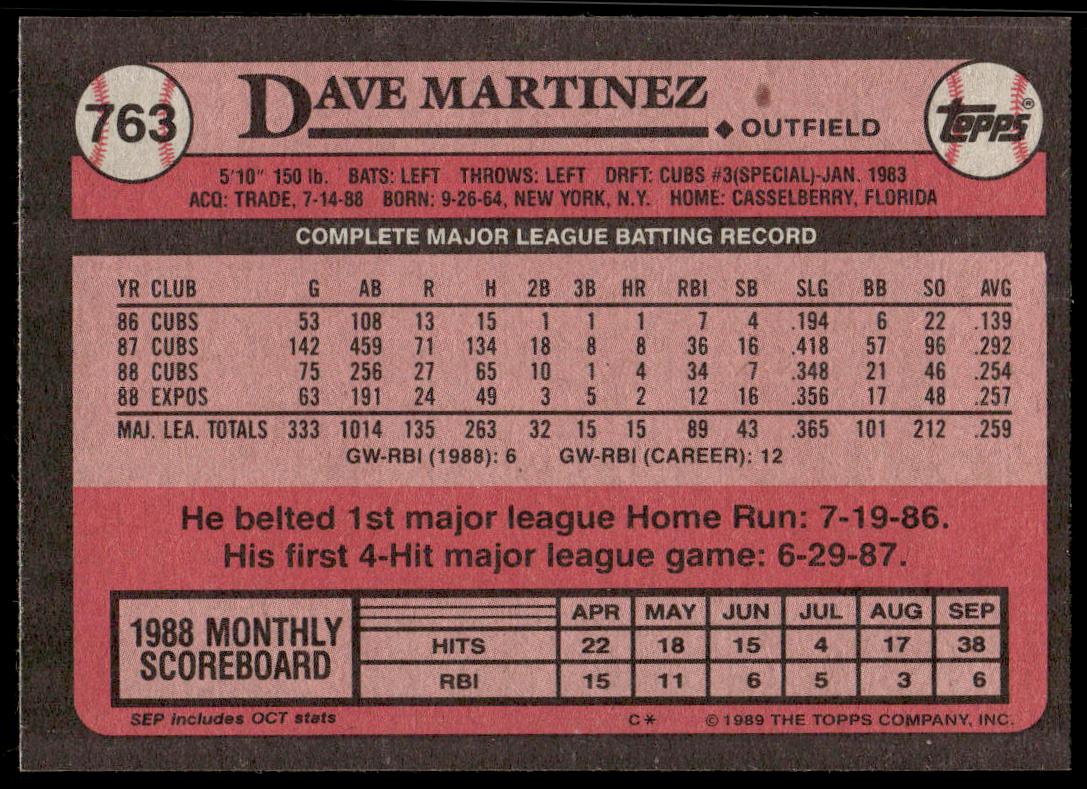 763
DAVE MARTINEZ
◆ OUTFIELD
Topps®
5'10" 150 lb. BATS: LEFT THROWS: LEFT DRFT: CUBS #3(SPECIAL)-JAN. 1983
ACQ: TRADE, 7-14-88 BORN: 9-26-64, NEW YORK, N.Y. HOME: CASSELBERRY, FLORIDA
COMPLETE MAJOR LEAGUE BATTING RECORD
YR CLUB G AB R H 2B 3B HR RBI SB SLG BB SO AVG
86 CUBS 53 108 13 15 1 1 1 7 4 .194 6 22 .139
87 CUBS 142 459 71 134 18 8 8 36 16 .418 57 96 .292
88 CUBS 75 256 27 65 10 1 4 34 7 .348 21 46 .254
88 EXPOS 63 191 24 49 3 5 2 12 16 .356 17 48 .257
MAJ. LEA. TOTALS 333 1014 135 263 32 15 15 89 43 .365 101 212 .259
GW-RBI (1988): 6 GW-RBI (CAREER): 12
He belted 1st major league Home Run: 7-19-86.
His first 4-Hit major league game: 6-29-87.
1988 MONTHLY
SCOREBOARD
APR MAY JUN JUL AUG SEP
HITS 22 18 15 4 17 38
RBI 15 11 6 5 3 6
SEP includes OCT stats
C* © 1989 THE TOPPS COMPANY, INC.